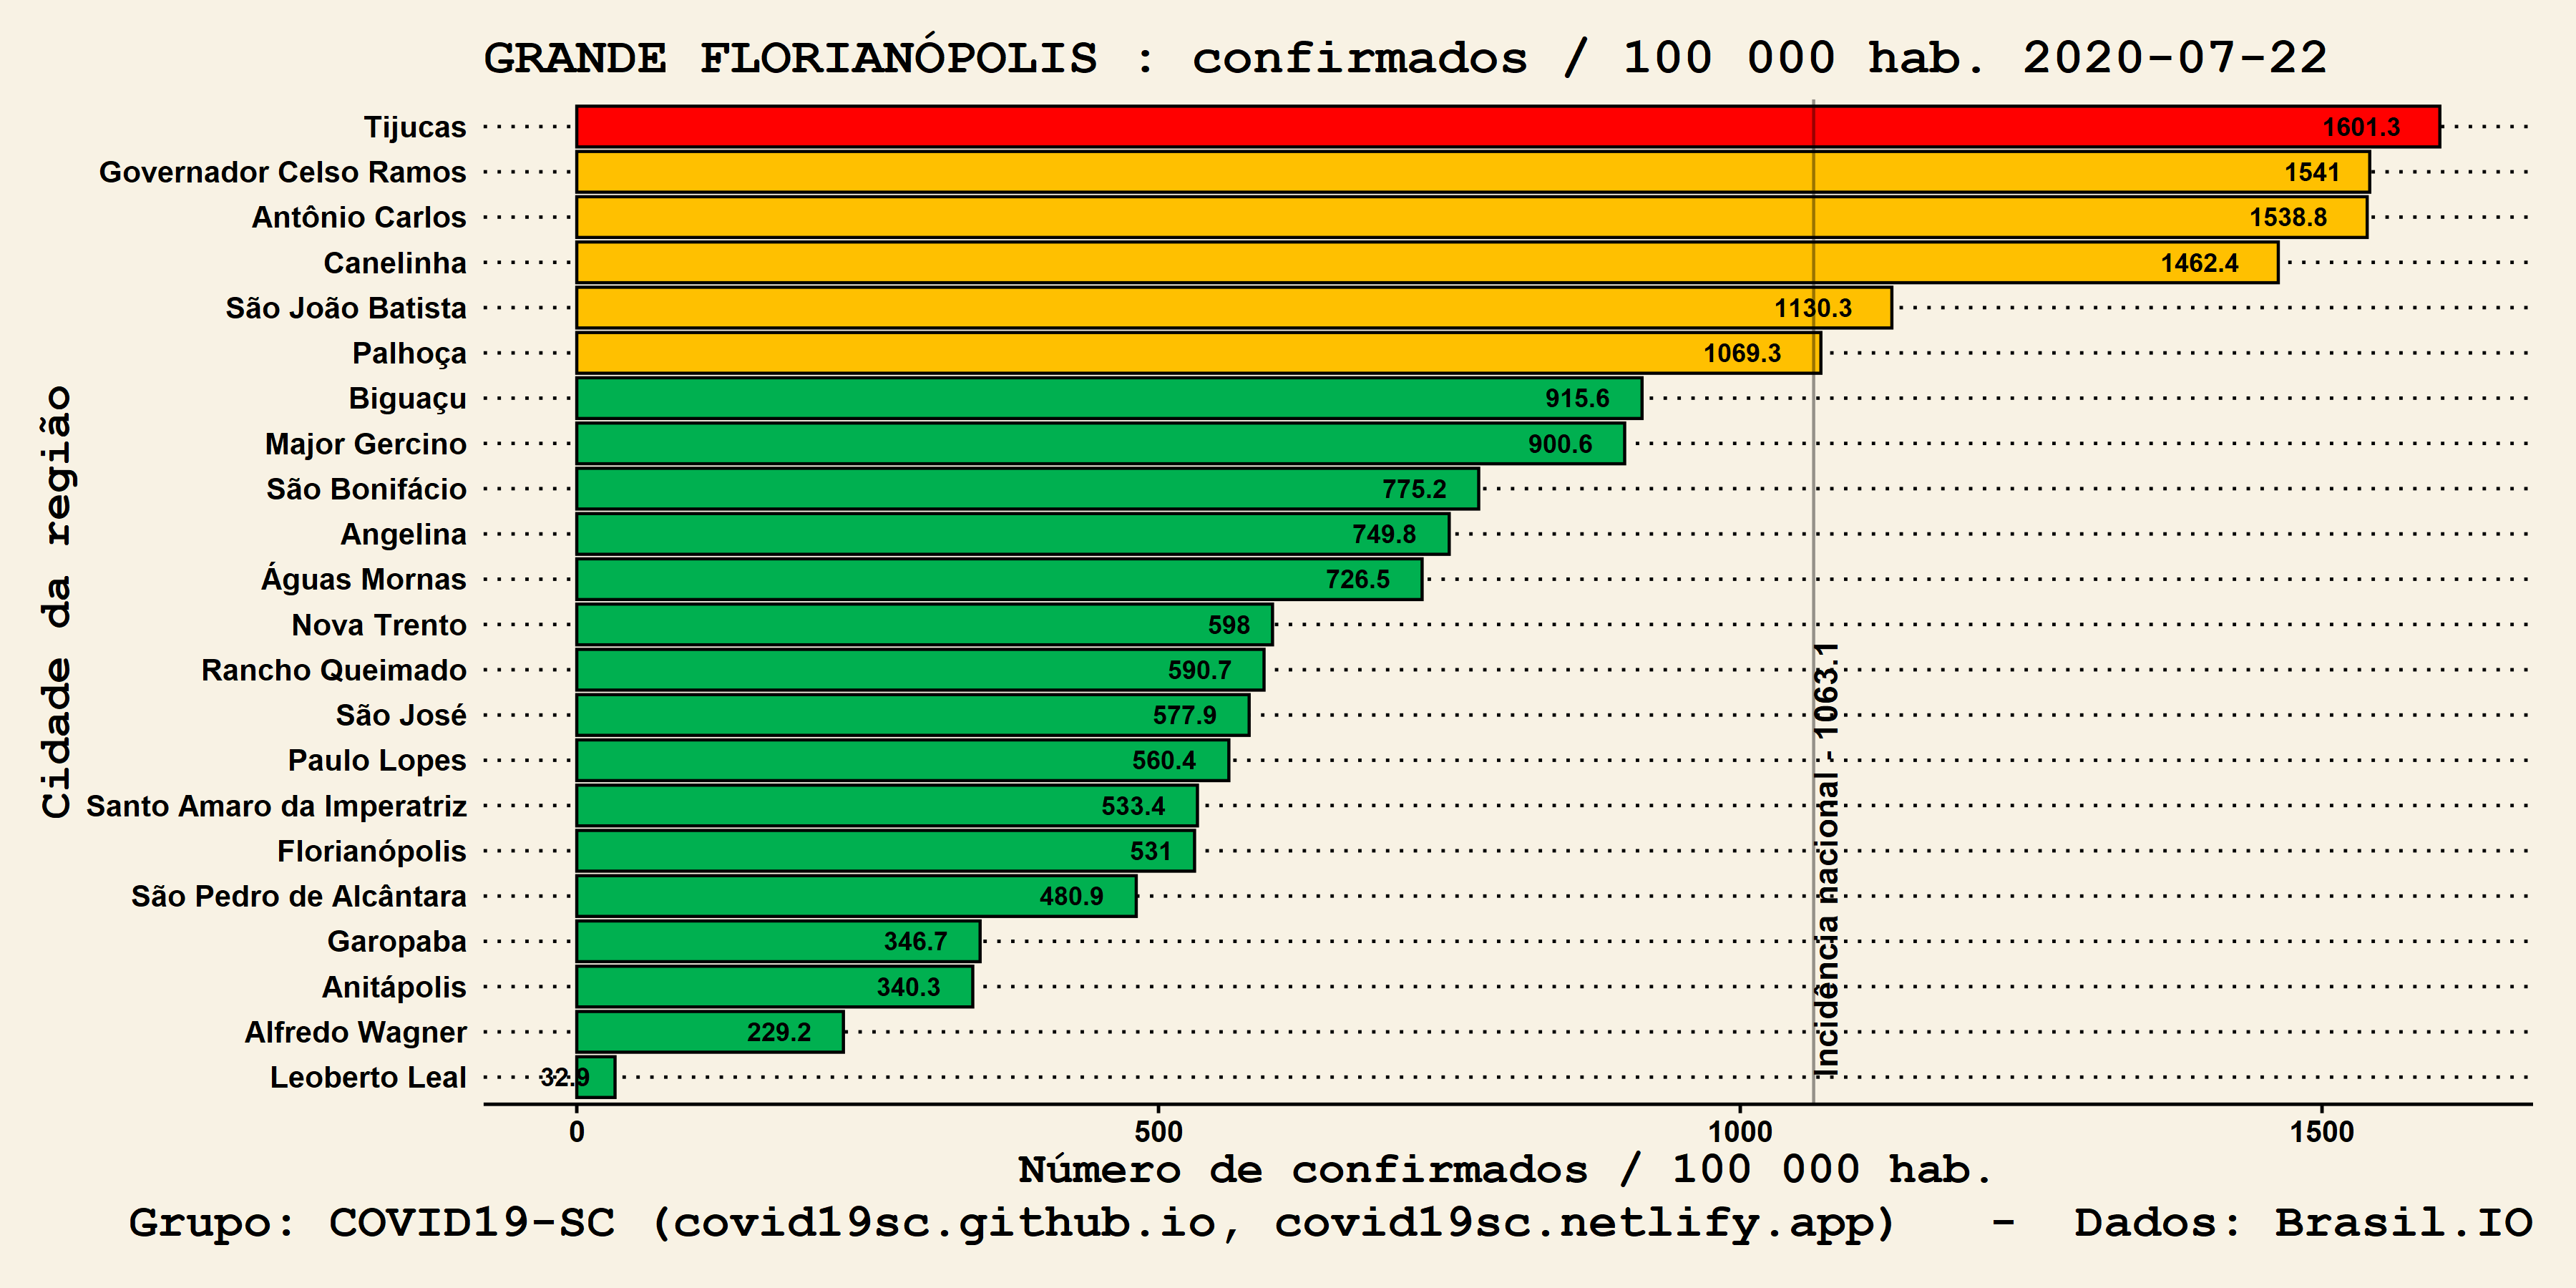 GRANDE FLORIANÓPOLIS : confirmados / 100 000 hab. 2020-07-22
Cidade da região
Tijucas 1601.3
Governador Celso Ramos 1541
Antônio Carlos 1538.8
Canelinha 1462.4
São João Batista 1130.3
Palhoça 1069.3
Biguaçu 915.6
Major Gercino 900.6
São Bonifácio 775.2
Angelina 749.8
Águas Mornas 726.5
Nova Trento 598
Rancho Queimado 590.7
São José 577.9
Paulo Lopes 560.4
Santo Amaro da Imperatriz 533.4
Florianópolis 531
São Pedro de Alcântara 480.9
Garopaba 346.7
Anitápolis 340.3
Alfredo Wagner 229.2
Leoberto Leal 32.9
Incidência nacional - 1063.1
0 500 1000 1500
Número de confirmados / 100 000 hab.
Grupo: COVID19-SC (covid19sc.github.io, covid19sc.netlify.app) - Dados: Brasil.IO